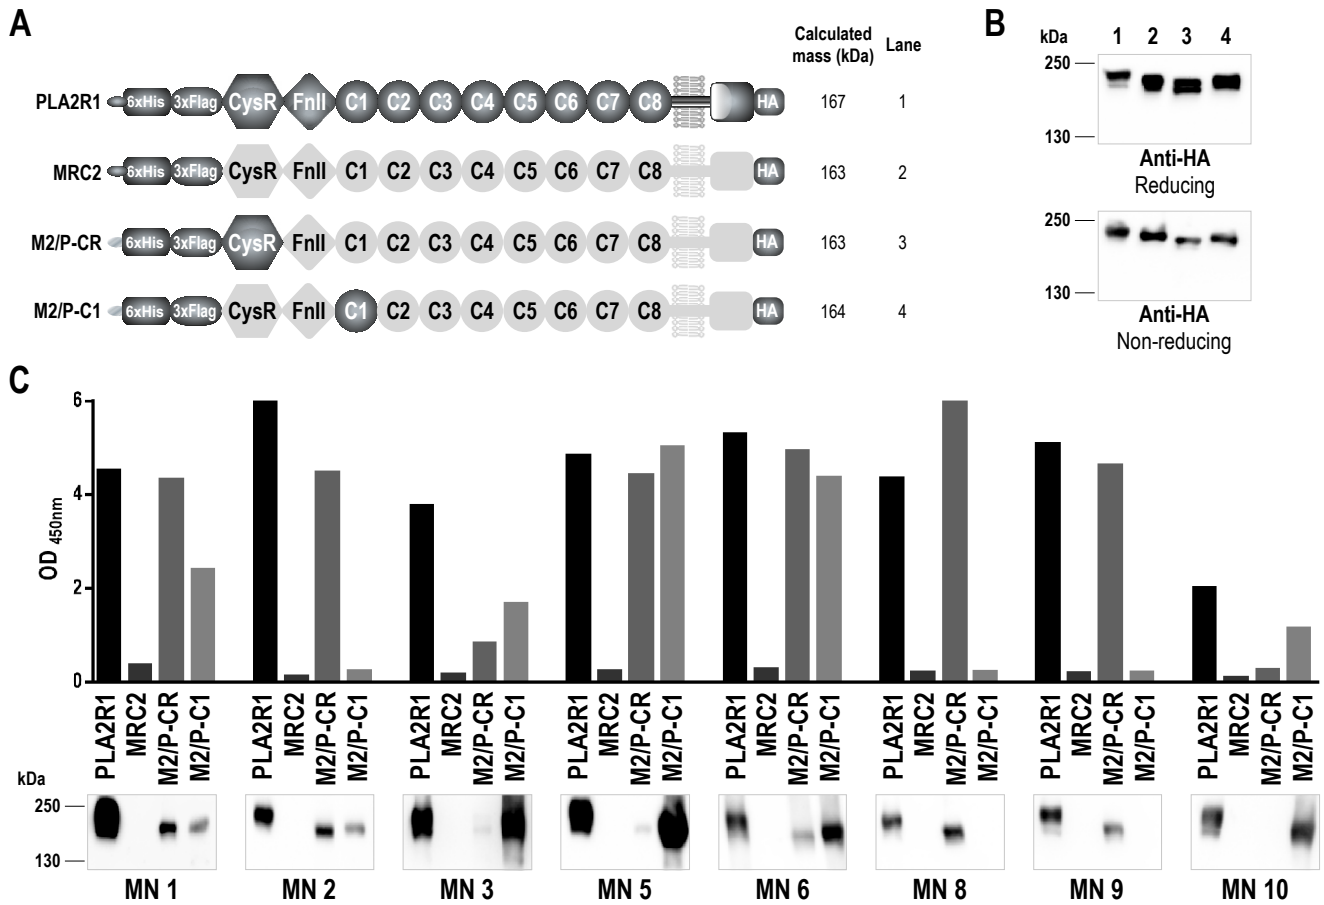 A
Calculated
mass (kDa)
Lane
PLA2R1
6xHis 3xFlag CysR FnII C1 C2 C3 C4 C5 C6 C7 C8 HA
167
1
MRC2
6xHis 3xFlag CysR FnII C1 C2 C3 C4 C5 C6 C7 C8 HA
163
2
M2/P-CR
6xHis 3xFlag CysR FnII C1 C2 C3 C4 C5 C6 C7 C8 HA
163
3
M2/P-C1
6xHis 3xFlag CysR FnII C1 C2 C3 C4 C5 C6 C7 C8 HA
164
4
B
kDa 1 2 3 4
250
130
Anti-HA
Reducing
250
130
Anti-HA
Non-reducing
C
OD 450nm
6
4
2
0
PLA2R1
MRC2
M2/P-CR
M2/P-C1
PLA2R1
MRC2
M2/P-CR
M2/P-C1
PLA2R1
MRC2
M2/P-CR
M2/P-C1
PLA2R1
MRC2
M2/P-CR
M2/P-C1
PLA2R1
MRC2
M2/P-CR
M2/P-C1
PLA2R1
MRC2
M2/P-CR
M2/P-C1
PLA2R1
MRC2
M2/P-CR
M2/P-C1
PLA2R1
MRC2
M2/P-CR
M2/P-C1
kDa
250
130
MN 1
MN 2
MN 3
MN 5
MN 6
MN 8
MN 9
MN 10